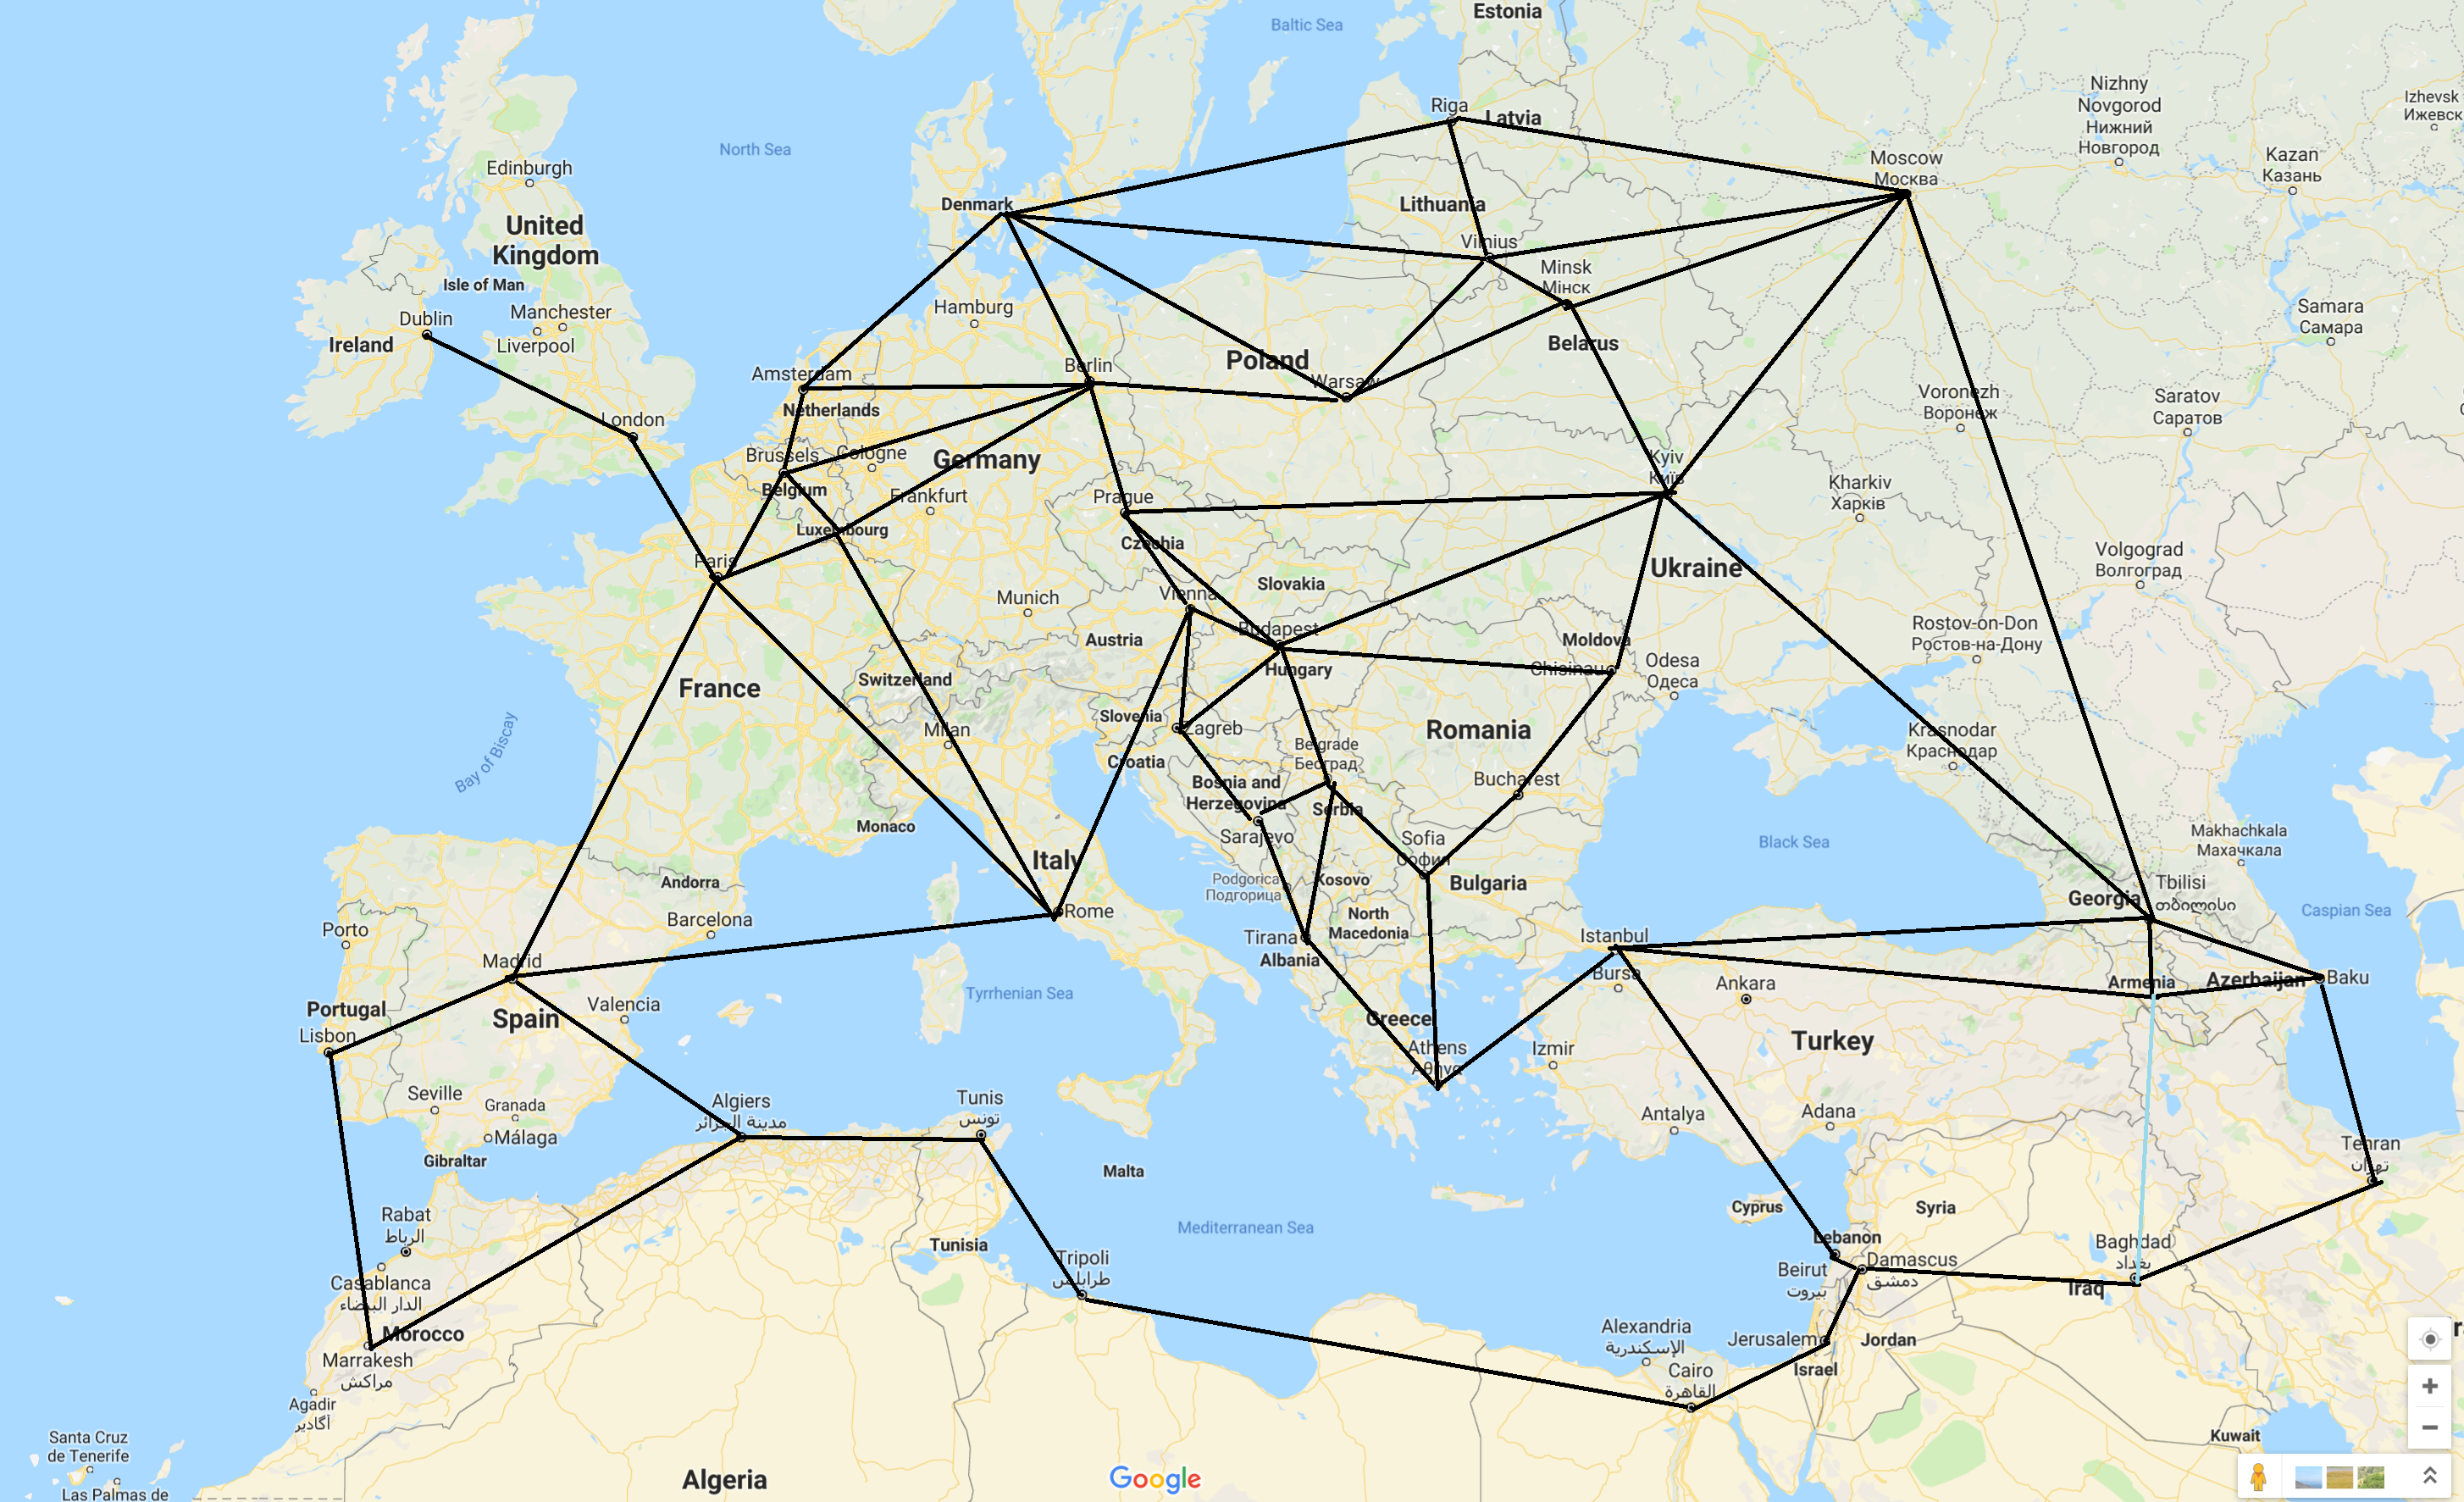 Estonia
Baltic Sea
Riga
Latvia
Nizhny
Novgorod
Нижний
Новгород
Izhevsk
Ижевск
North Sea
Edinburgh
Moscow
Москва
Kazan
Казань
United
Kingdom
Denmark
Lithuania
Vilnius
Isle of Man
Minsk
Мінск
Dublin
Manchester
Hamburg
Samara
Самара
Ireland
Liverpool
Belarus
Amsterdam
Berlin
Poland
Warsaw
Netherlands
Voronezh
Воронеж
Saratov
Саратов
London
Brussels
Cologne
Germany
Kyiv
Київ
Belgium
Frankfurt
Prague
Kharkiv
Харків
Luxembourg
Czechia
Paris
Ukraine
Volgograd
Волгоград
Munich
Vienna
Slovakia
Austria
Budapest
Moldova
Rostov-on-Don
Ростов-на-Дону
Hungary
Chisinau
Odesa
Одеса
France
Switzerland
Slovenia
Zagreb
Milan
Romania
Krasnodar
Краснодар
Bay of Biscay
Croatia
Belgrade
Београд
Bosnia and
Herzegovina
Bucharest
Serbia
Monaco
Sarajevo
Sofia
София
Black Sea
Makhachkala
Махачкала
Italy
Andorra
Podgorica
Подгорица
Kosovo
Bulgaria
Tbilisi
თბილისი
Georgia
Barcelona
Rome
North
Macedonia
Caspian Sea
Porto
Tirana
Istanbul
Madrid
Albania
Bursa
Ankara
Armenia
Azerbaijan
Baku
Portugal
Valencia
Tyrrhenian Sea
Spain
Greece
Turkey
Lisbon
Athens
Αθήνα
Izmir
Seville
Granada
Algiers
مدينة الجزائر
Tunis
تونس
Antalya
Adana
Málaga
Gibraltar
Malta
Tehran
تهران
Rabat
الرباط
Cyprus
Syria
Mediterranean Sea
Tunisia
Lebanon
Baghdad
بغداد
Casablanca
الدار البيضاء
Tripoli
طرابلس
Beirut
بيروت
Damascus
دمشق
Iraq
Morocco
Alexandria
الإسكندرية
Jerusalem
Jordan
Marrakesh
مراكش
Cairo
القاهرة
Israel
Agadir
أكادير
Santa Cruz
de Tenerife
Kuwait
Algeria
Google
Las Palmas de